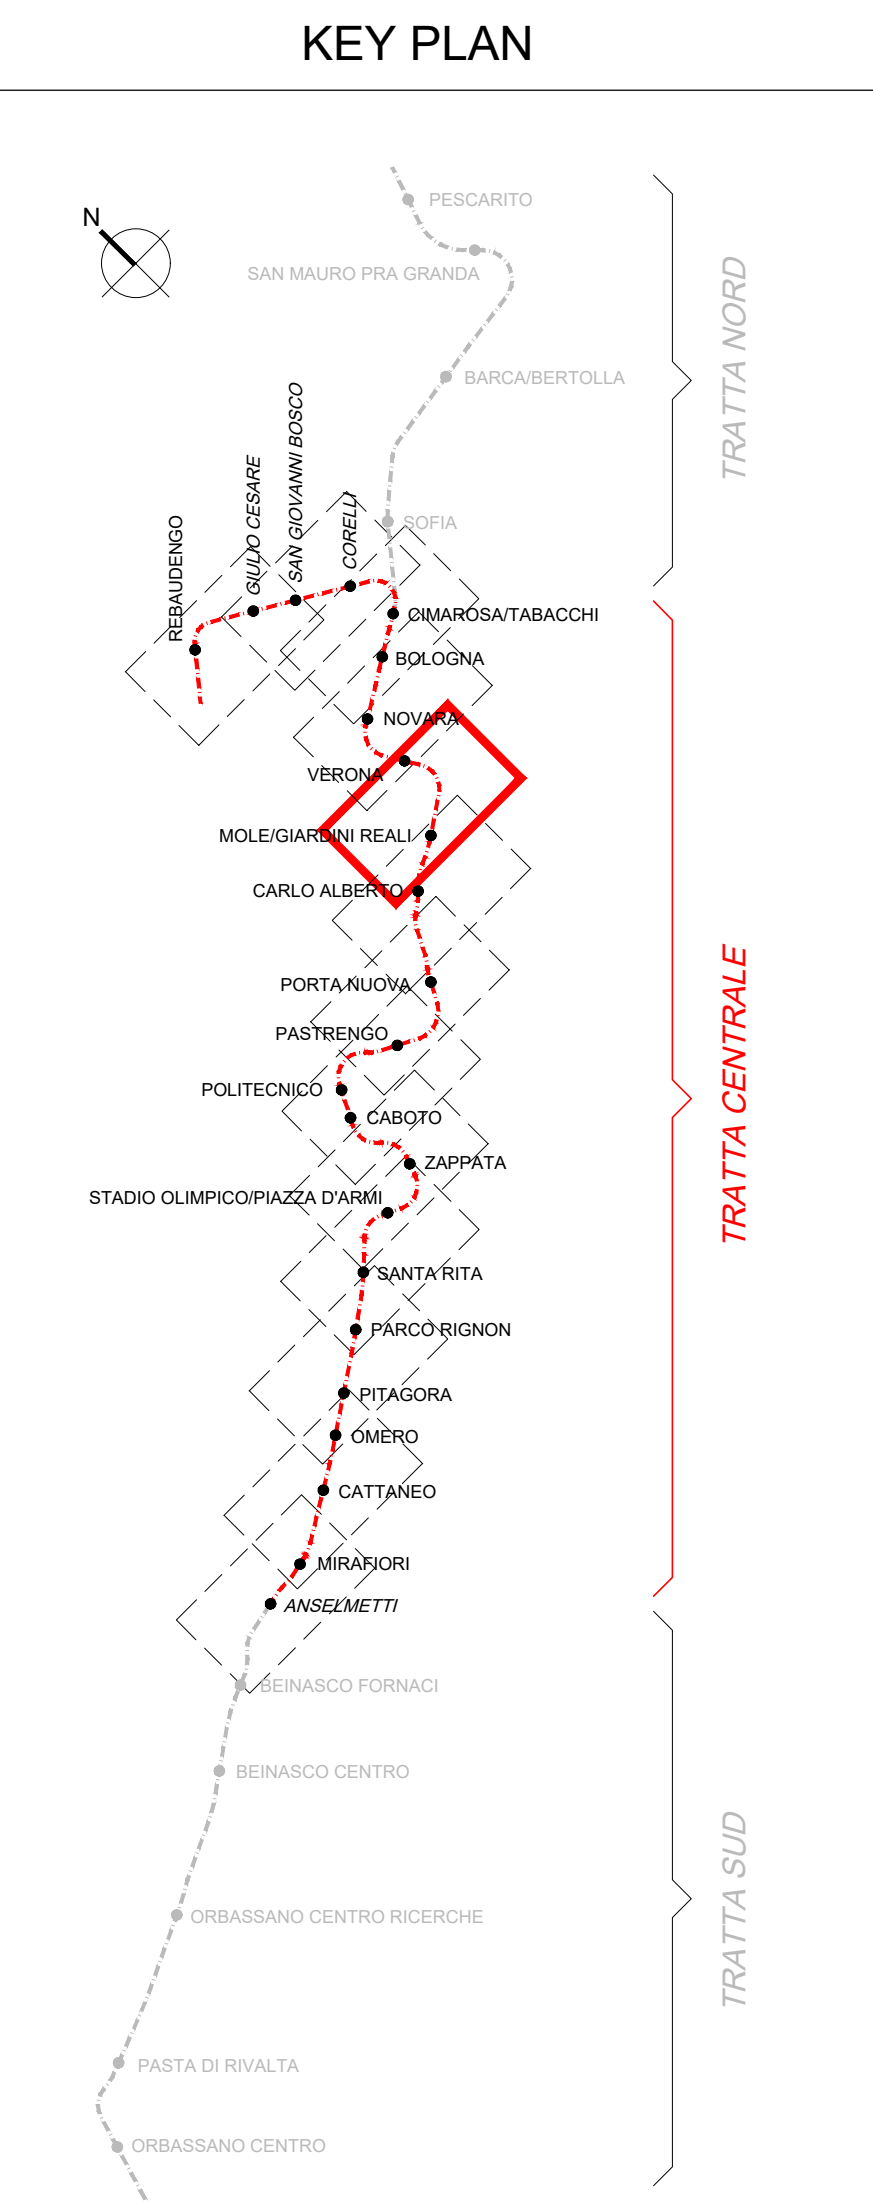 KEY PLAN
N
PESCARITO
SAN MAURO PRA GRANDA
BARCA/BERTOLLA
SOFIA
TRATTA NORD
REBAUDENGO
GIULIO CESARE
SAN GIOVANNI BOSCO
CORELLI
CIMAROSA/TABACCHI
BOLOGNA
NOVARA
VERONA
MOLE/GIARDINI REALI
CARLO ALBERTO
PORTA NUOVA
PASTRENGO
POLITECNICO
CABOTO
ZAPPATA
STADIO OLIMPICO/PIAZZA D'ARMI
SANTA RITA
PARCO RIGNON
PITAGORA
OMERO
CATTANEO
MIRAFIORI
ANSELMETTI
TRATTA CENTRALE
BEINASCO FORNACI
BEINASCO CENTRO
ORBASSANO CENTRO RICERCHE
PASTA DI RIVALTA
ORBASSANO CENTRO
TRATTA SUD